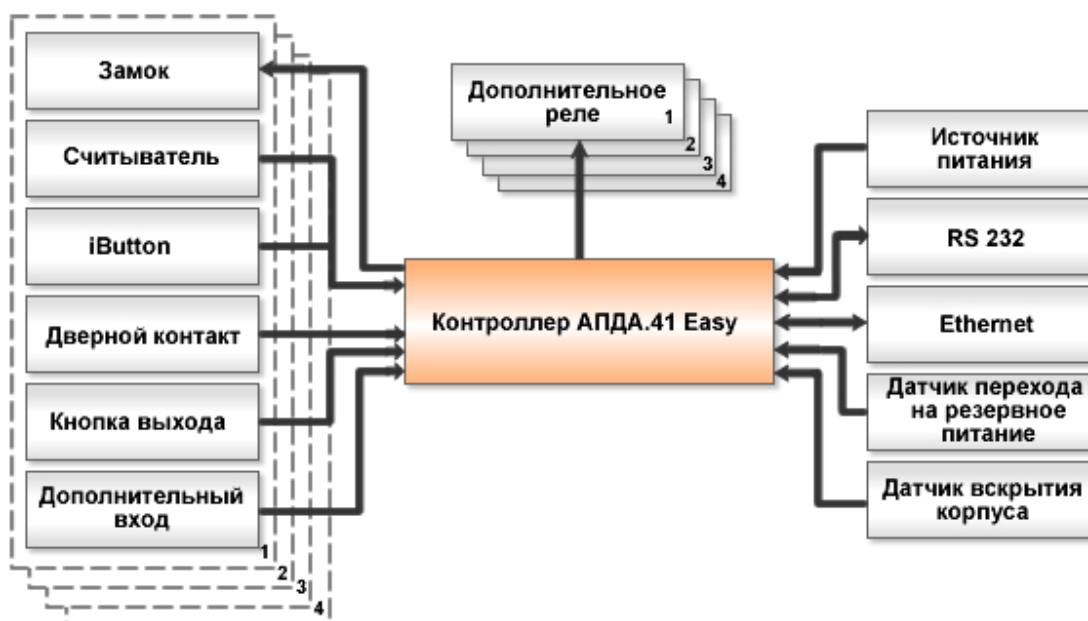 Замок
Считыватель
iButton
Дверной контакт
Кнопка выхода
Дополнительный
вход
1
2
3
4
Дополнительное
реле
1
2
3
4
Контроллер АПДА.41 Easy
Источник
питания
RS 232
Ethernet
Датчик перехода
на резервное
питание
Датчик вскрытия
корпуса